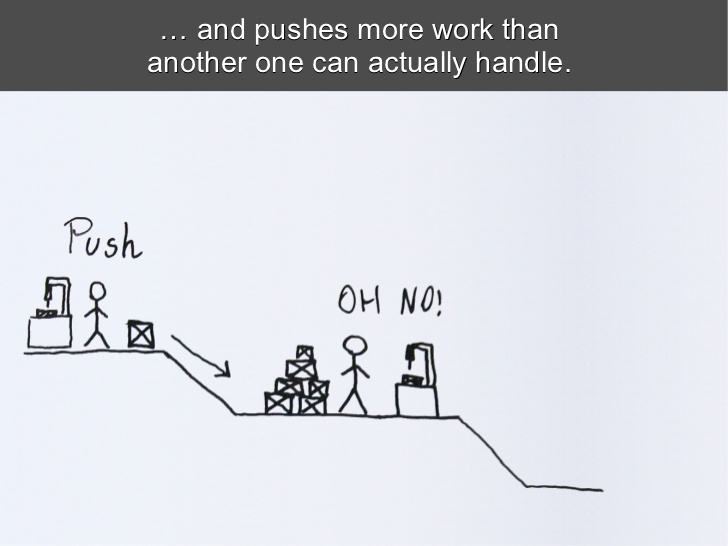 … and pushes more work than
another one can actually handle.
Push
OH NO!